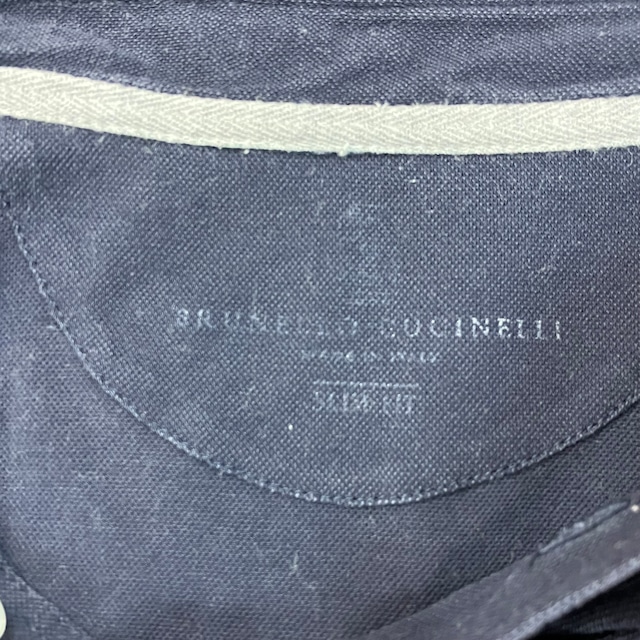 BRUNELLO CUCINELLI
MADE IN ITALY
SLIM FIT